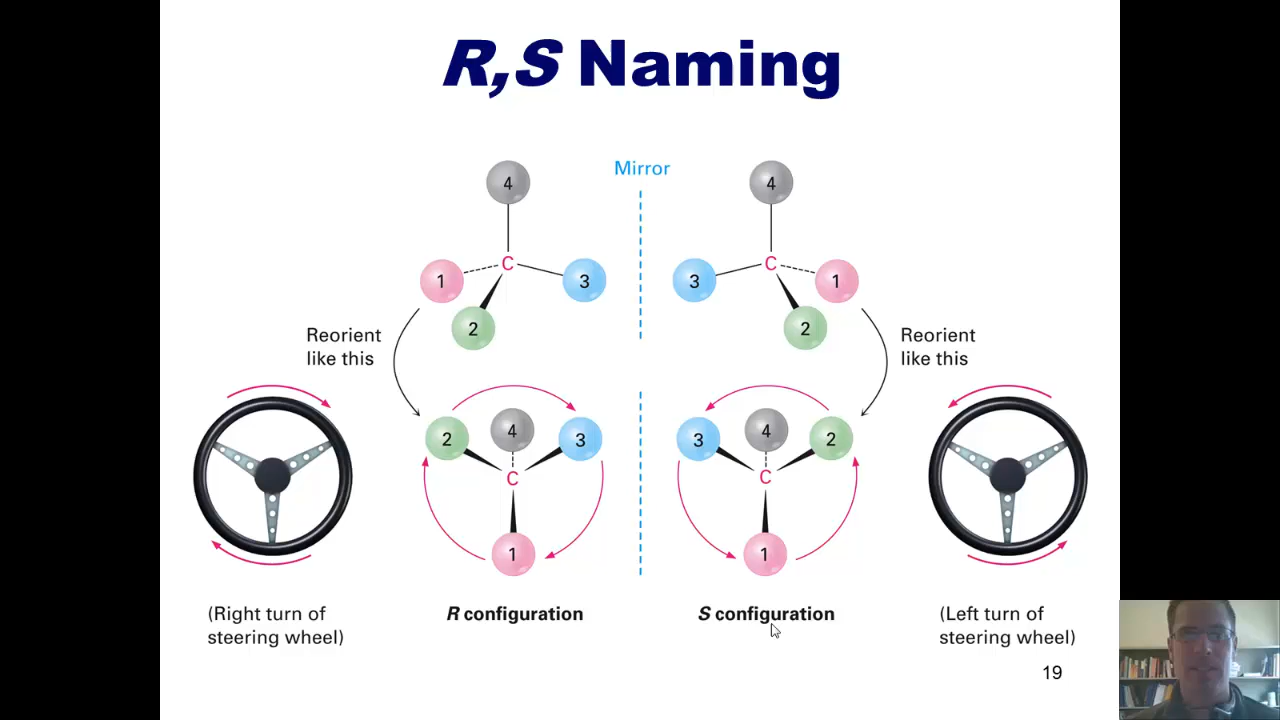 R,S Naming
Mirror
4
4
C
C
1
3
3
1
2
2
Reorient
like this
Reorient
like this
2
4
3
3
4
2
C
C
1
1
(Right turn of
steering wheel)
R configuration
S configuration
(Left turn of
steering wheel)
19